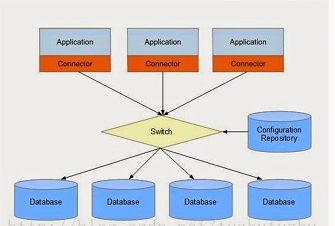 Application
Application
Application
Connector
Connector
Connector
Switch
Configuration
Repository
Database
Database
Database
Database